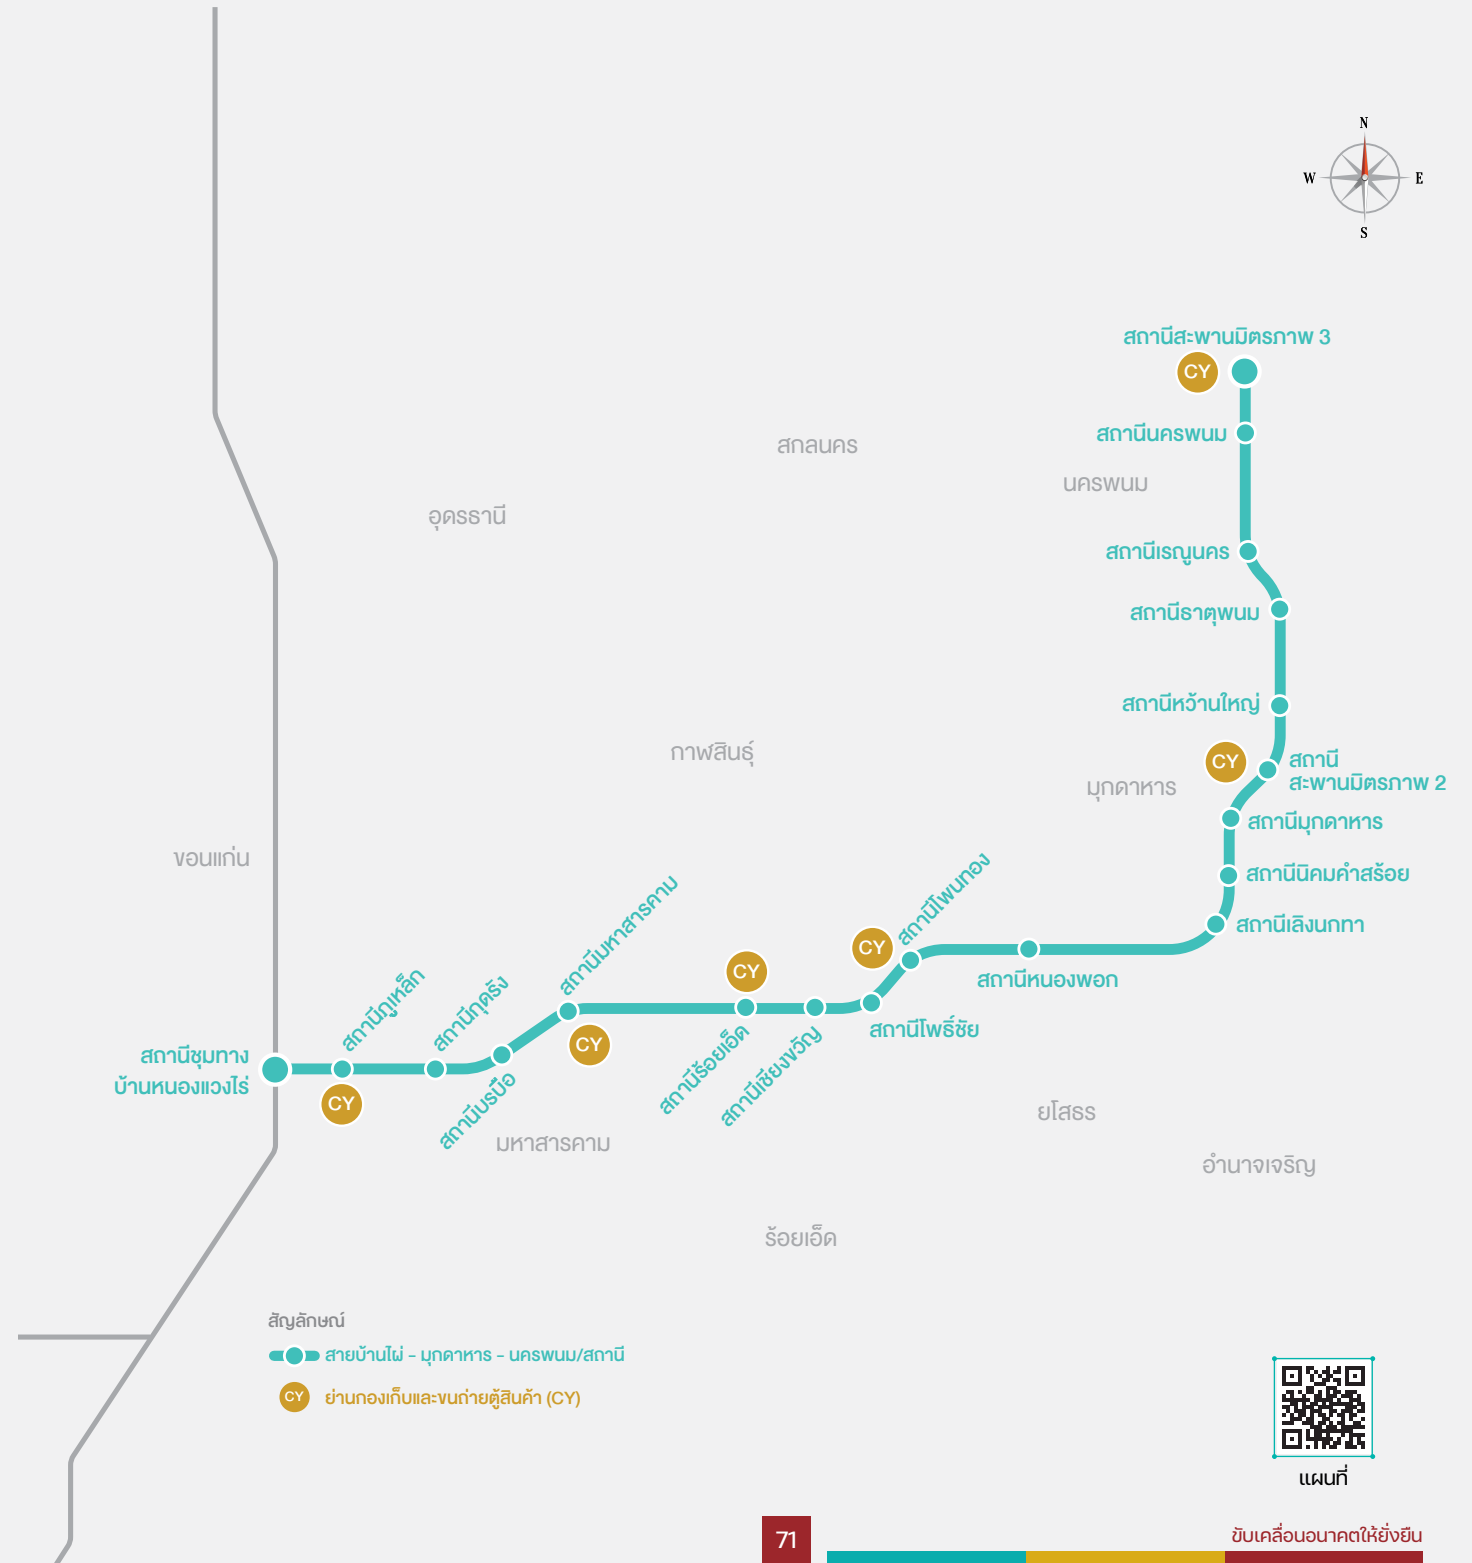 N
W
E
S
สถานีสะพานมิตรภาพ 3
CY
สถานีนครพนม
สกลนคร
นครพนม
อุดรธานี
สถานีเรณูนคร
สถานีธาตุพนม
สถานีหว้านใหญ่
กาฬสินธุ์
CY
สถานี
สะพานมิตรภาพ 2
มุกดาหาร
สถานีมุกดาหาร
ขอนแก่น
สถานีนิคมคำสร้อย
สถานีเลิงนกทา
สถานีโพนทอง
CY
สถานีมหาสารคาม
CY
สถานีหนองพอก
สถานีภูเหล็ก
สถานีกุดรัง
สถานีโพธิ์ชัย
CY
สถานีชุมทาง
บ้านหนองแวงไร่
CY
สถานีบรบือ
สถานีร้อยเอ็ด
สถานีเชียงขวัญ
มหาสารคาม
ยโสธร
อำนาจเจริญ
ร้อยเอ็ด
สัญลักษณ์
สายบ้านไผ่ - มุกดาหาร - นครพนม/สถานี
CY ย่านกองเก็บและขนถ่ายตู้สินค้า (CY)
แผนที่
71
ขับเคลื่อนอนาคตให้ยั่งยืน